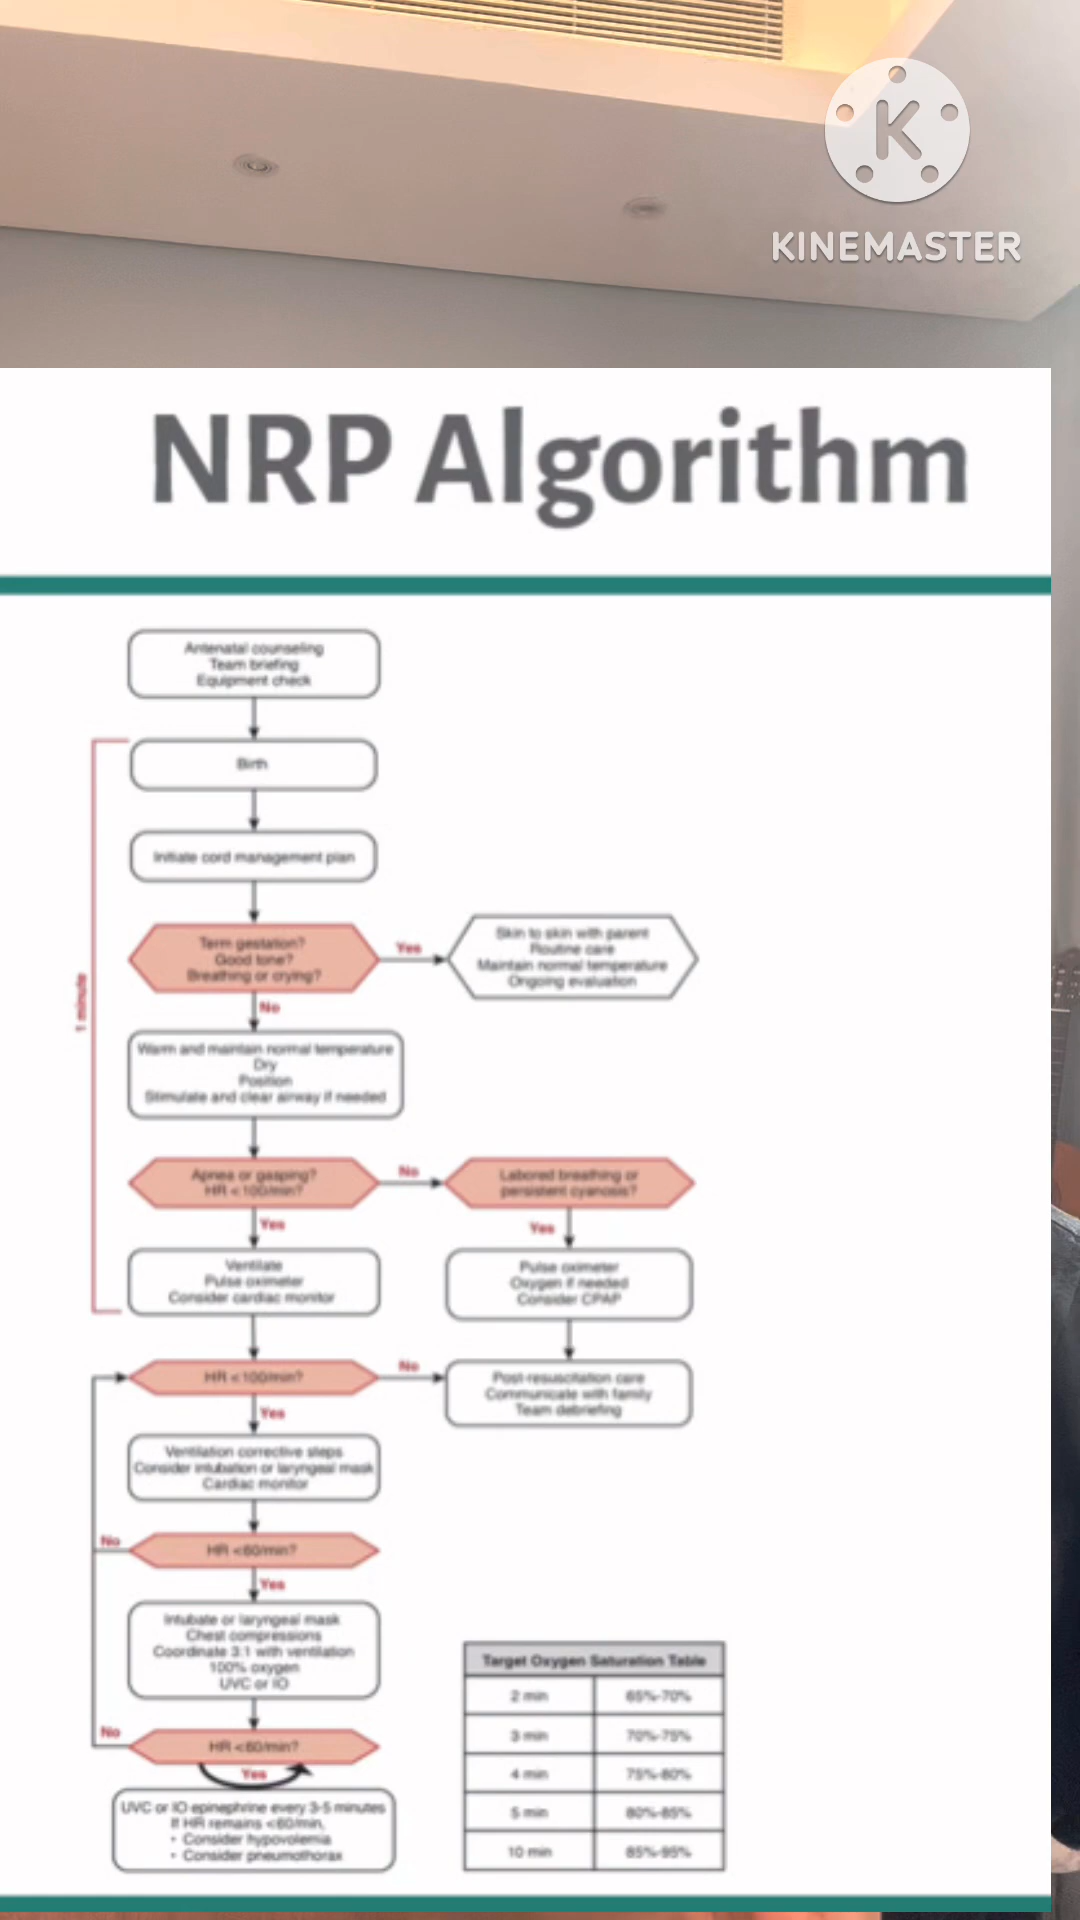 K
KINEMASTER
NRP Algorithm
Antenatal counseling
Team briefing
Equipment check
Birth
Initiate cord management plan
Term gestation?
Good tone?
Breathing or crying?
Yes
Skin to skin with parent
Routine care
Maintain normal temperature
Ongoing evaluation
No
1 minute
Warm and maintain normal temperature
Dry
Position
Stimulate and clear airway if needed
Apnea or gasping?
HR <100/min?
No
Labored breathing or
persistent cyanosis?
Yes
Yes
Ventilate
Pulse oximeter
Consider cardiac monitor
Pulse oximeter
Oxygen if needed
Consider CPAP
HR <100/min?
No
Post-resuscitation care
Communicate with family
Team debriefing
Yes
Ventilation corrective steps
Consider intubation or laryngeal mask
Cardiac monitor
No
HR <60/min?
Yes
Intubate or laryngeal mask
Chest compressions
Coordinate 3:1 with ventilation
100% oxygen
UVC or IO
No
HR <60/min?
Yes
UVC or IO epinephrine every 3-5 minutes
If HR remains <60/min,
• Consider hypovolemia
• Consider pneumothorax
Target Oxygen Saturation Table
2 min 65%-70%
3 min 70%-75%
4 min 75%-80%
5 min 80%-85%
10 min 85%-95%